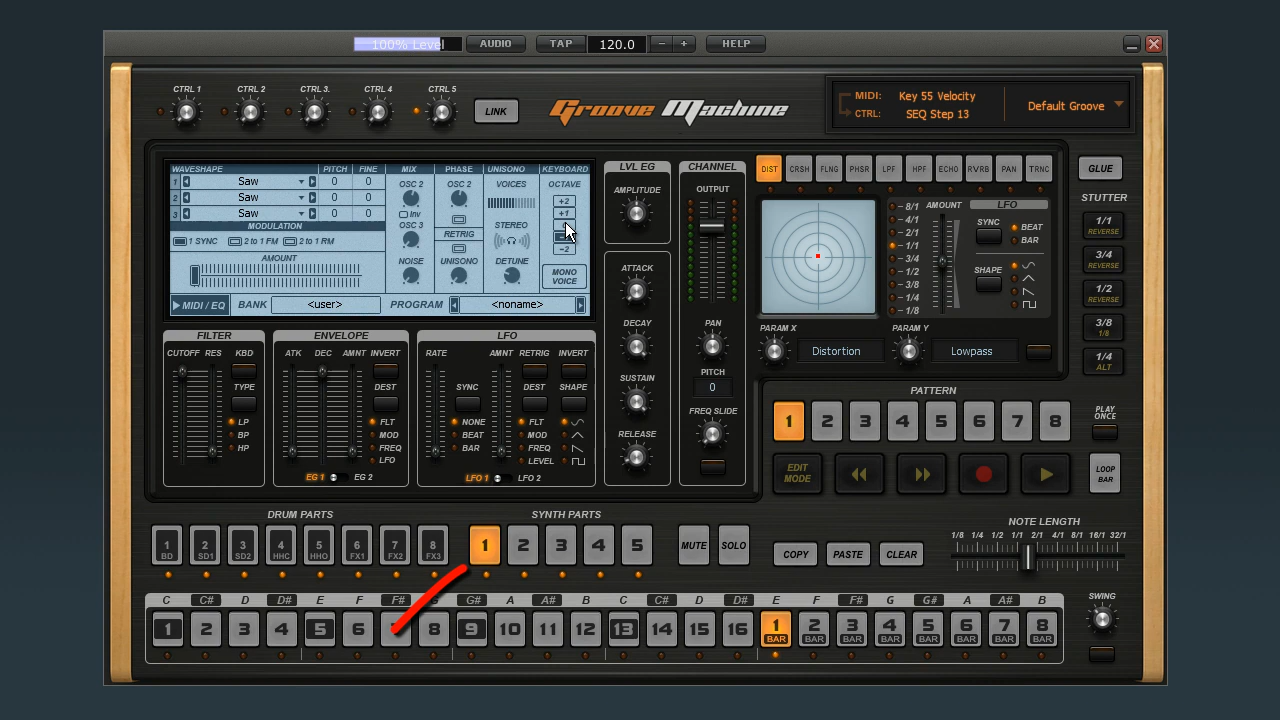 100% Level AUDIO TAP 120.0 − + HELP
CTRL 1 CTRL 2 CTRL 3. CTRL 4 CTRL 5
LINK Groove Machine
MIDI: Key 55 Velocity
CTRL: SEQ Step 13
Default Groove
WAVESHAPE PITCH FINE MIX PHASE UNISONO KEYBOARD
1 Saw 0 0
2 Saw 0 0
3 Saw 0 0
OSC 2 OSC 2 VOICES OCTAVE
+2
+1
−2
Inv
OSC 3 RETRIG STEREO
MODULATION
1 SYNC 2 to 1 FM 2 to 1 RM
AMOUNT
NOISE UNISONO DETUNE
MONO VOICE
MIDI / EQ BANK <user> PROGRAM <noname>
LVL EG
AMPLITUDE
ATTACK
DECAY
SUSTAIN
RELEASE
CHANNEL
OUTPUT
PAN
PITCH
0
FREQ SLIDE
DIST CRSH FLNG PHSR LPF HPF ECHO RVRB PAN TRNC
GLUE
8/1
4/1
2/1
1/1
3/4
1/2
3/8
1/4
1/8
AMOUNT LFO
SYNC BEAT
BAR
SHAPE
STUTTER
1/1 REVERSE
3/4 REVERSE
1/2 REVERSE
3/8 1/8
1/4 ALT
PARAM X Distortion PARAM Y Lowpass
FILTER
CUTOFF RES KBD
TYPE
LP
BP
HP
ENVELOPE
ATK DEC AMNT INVERT
DEST
FLT
MOD
FREQ
LFO
EG 1 EG 2
LFO
RATE AMNT RETRIG INVERT
SYNC DEST SHAPE
NONE FLT
BEAT MOD
BAR FREQ
LEVEL
LFO 1 LFO 2
PATTERN
1 2 3 4 5 6 7 8
PLAY ONCE
EDIT MODE
LOOP BAR
DRUM PARTS
1 BD 2 SD1 3 SD2 4 HHC 5 HHO 6 FX1 7 FX2 8 FX3
SYNTH PARTS
1 2 3 4 5
MUTE SOLO
COPY PASTE CLEAR
NOTE LENGTH
1/8 1/4 1/2 1/1 2/1 4/1 8/1 16/1 32/1
C C# D D# E F F# G G# A A# B C C# D D# E F F# G G# A A# B
1 2 3 4 5 6 7 8 9 10 11 12 13 14 15 16 1 BAR 2 BAR 3 BAR 4 BAR 5 BAR 6 BAR 7 BAR 8 BAR
SWING